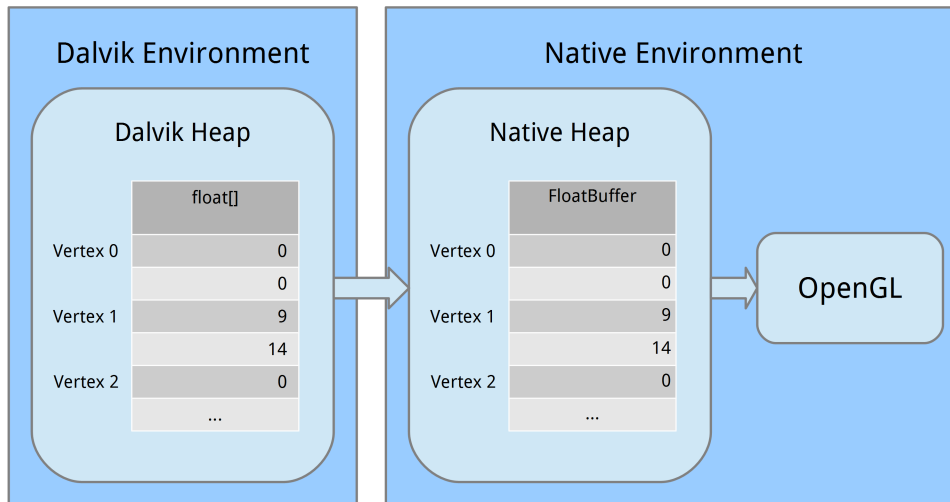 Dalvik Environment
Dalvik Heap
float[]
Vertex 0 0
0
Vertex 1 9
14
Vertex 2 0
...
Native Environment
Native Heap
FloatBuffer
Vertex 0 0
0
Vertex 1 9
14
Vertex 2 0
...
OpenGL